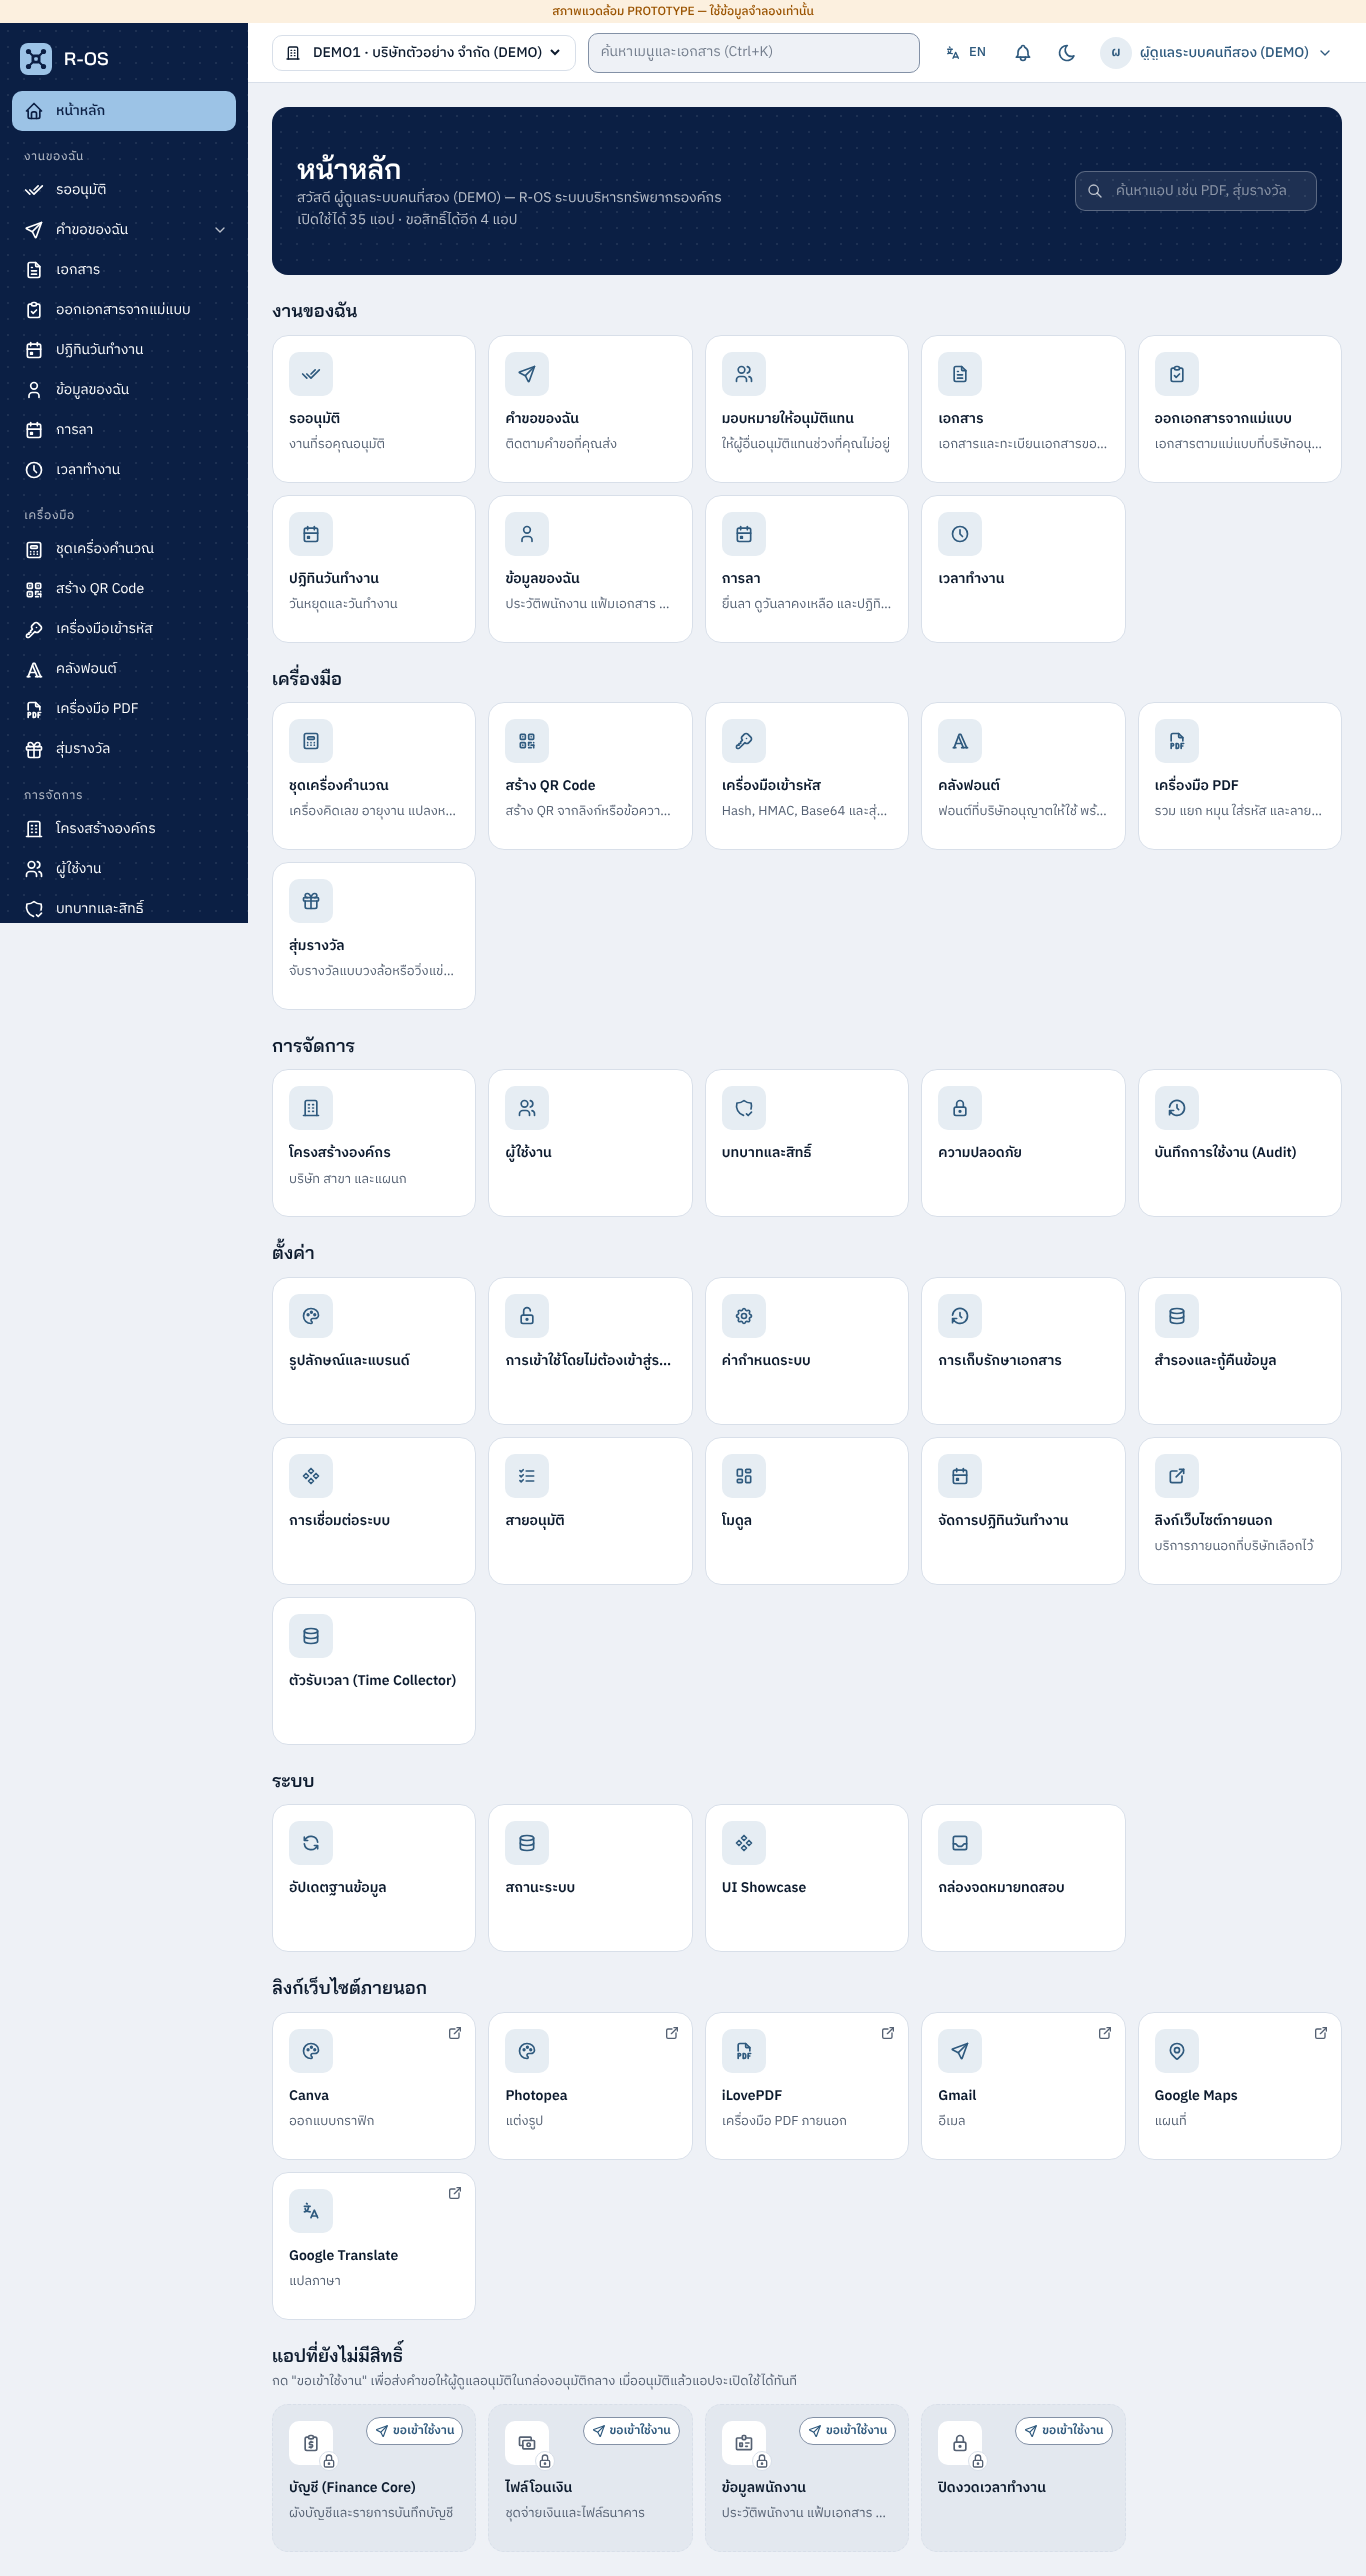 สภาพแวดล้อม PROTOTYPE — ใช้ข้อมูลจำลองเท่านั้น
R-OS
DEMO1 · บริษัทตัวอย่าง จำกัด (DEMO)
ค้นหาเมนูและเอกสาร (Ctrl+K)
EN
ผ
ผู้ดูแลระบบคนที่สอง (DEMO)
หน้าหลัก
งานของฉัน
รออนุมัติ
คำขอของฉัน
เอกสาร
ออกเอกสารจากแม่แบบ
ปฏิทินวันทำงาน
ข้อมูลของฉัน
การลา
เวลาทำงาน
เครื่องมือ
ชุดเครื่องคำนวณ
สร้าง QR Code
เครื่องมือเข้ารหัส
คลังฟอนต์
เครื่องมือ PDF
สุ่มรางวัล
การจัดการ
โครงสร้างองค์กร
ผู้ใช้งาน
บทบาทและสิทธิ์
หน้าหลัก
สวัสดี ผู้ดูแลระบบคนที่สอง (DEMO) — R-OS ระบบบริหารทรัพยากรองค์กร
เปิดใช้ได้ 35 แอป · ขอสิทธิ์ได้อีก 4 แอป
ค้นหาแอป เช่น PDF, สุ่มรางวัล
งานของฉัน
รออนุมัติ
งานที่รอคุณอนุมัติ
คำขอของฉัน
ติดตามคำขอที่คุณส่ง
มอบหมายให้อนุมัติแทน
ให้ผู้อื่นอนุมัติแทนช่วงที่คุณไม่อยู่
เอกสาร
เอกสารและทะเบียนเอกสารขอ...
ออกเอกสารจากแม่แบบ
เอกสารตามแม่แบบที่บริษัทอนุ...
ปฏิทินวันทำงาน
วันหยุดและวันทำงาน
ข้อมูลของฉัน
ประวัติพนักงาน แฟ้มเอกสาร ...
การลา
ยื่นลา ดูวันลาคงเหลือ และปฏิทิ...
เวลาทำงาน
เครื่องมือ
ชุดเครื่องคำนวณ
เครื่องคิดเลข อายุงาน แปลงห...
สร้าง QR Code
สร้าง QR จากลิงก์หรือข้อควา...
เครื่องมือเข้ารหัส
Hash, HMAC, Base64 และสุ่...
คลังฟอนต์
ฟอนต์ที่บริษัทอนุญาตให้ใช้ พร้...
เครื่องมือ PDF
รวม แยก หมุน ใส่รหัส และลาย...
สุ่มรางวัล
จับรางวัลแบบวงล้อหรือวิ่งแข่...
การจัดการ
โครงสร้างองค์กร
บริษัท สาขา และแผนก
ผู้ใช้งาน
บทบาทและสิทธิ์
ความปลอดภัย
บันทึกการใช้งาน (Audit)
ตั้งค่า
รูปลักษณ์และแบรนด์
การเข้าใช้โดยไม่ต้องเข้าสู่ร...
ค่ากำหนดระบบ
การเก็บรักษาเอกสาร
สำรองและกู้คืนข้อมูล
การเชื่อมต่อระบบ
สายอนุมัติ
โมดูล
จัดการปฏิทินวันทำงาน
ลิงก์เว็บไซต์ภายนอก
บริการภายนอกที่บริษัทเลือกไว้
ตัวรับเวลา (Time Collector)
ระบบ
อัปเดตฐานข้อมูล
สถานะระบบ
UI Showcase
กล่องจดหมายทดสอบ
ลิงก์เว็บไซต์ภายนอก
Canva
ออกแบบกราฟิก
Photopea
แต่งรูป
iLovePDF
เครื่องมือ PDF ภายนอก
Gmail
อีเมล
Google Maps
แผนที่
Google Translate
แปลภาษา
แอปที่ยังไม่มีสิทธิ์
กด "ขอเข้าใช้งาน" เพื่อส่งคำขอให้ผู้ดูแลอนุมัติในกล่องอนุมัติกลาง เมื่ออนุมัติแล้วแอปจะเปิดใช้ได้ทันที
ขอเข้าใช้งาน
บัญชี (Finance Core)
ผังบัญชีและรายการบันทึกบัญชี
ขอเข้าใช้งาน
ไฟล์โอนเงิน
ชุดจ่ายเงินและไฟล์ธนาคาร
ขอเข้าใช้งาน
ข้อมูลพนักงาน
ประวัติพนักงาน แฟ้มเอกสาร ...
ขอเข้าใช้งาน
ปิดงวดเวลาทำงาน